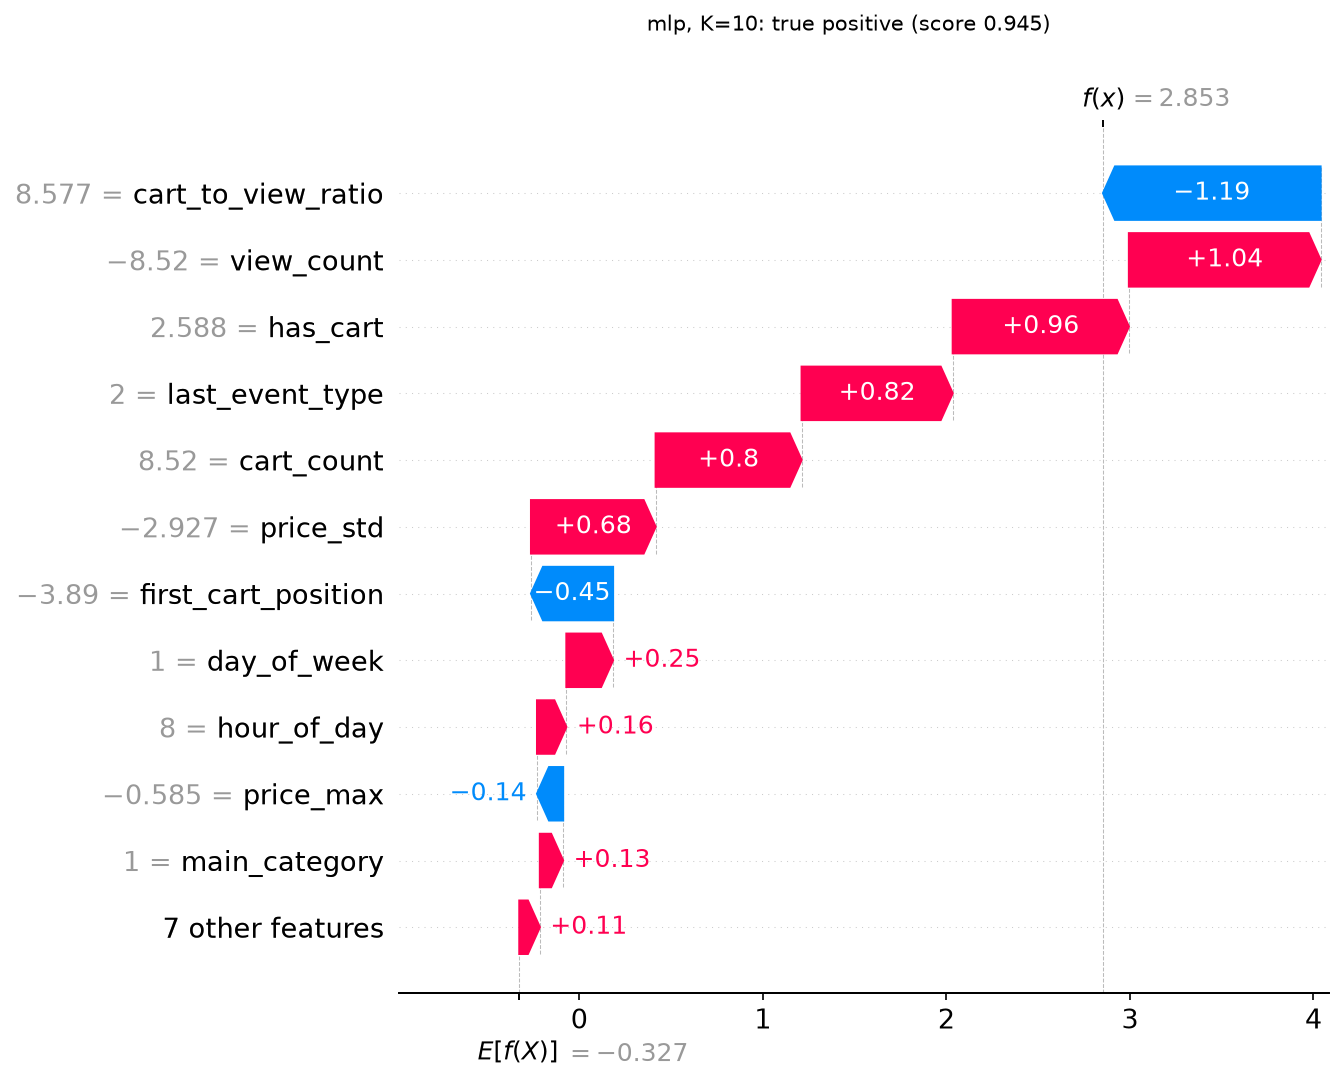 mlp, K=10: true positive (score 0.945)
f(x) = 2.853
8.577 = cart_to_view_ratio −1.19
−8.52 = view_count +1.04
2.588 = has_cart +0.96
2 = last_event_type +0.82
8.52 = cart_count +0.8
−2.927 = price_std +0.68
−3.89 = first_cart_position −0.45
1 = day_of_week +0.25
8 = hour_of_day +0.16
−0.585 = price_max −0.14
1 = main_category +0.13
7 other features +0.11
0 1 2 3 4
E[f(X)] = −0.327